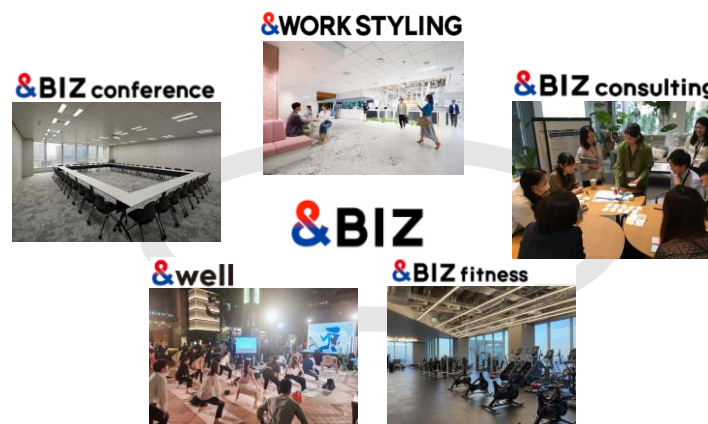 &WORK STYLING
&BIZ conference
&BIZ consulting
&BIZ
&well
&BIZ fitness